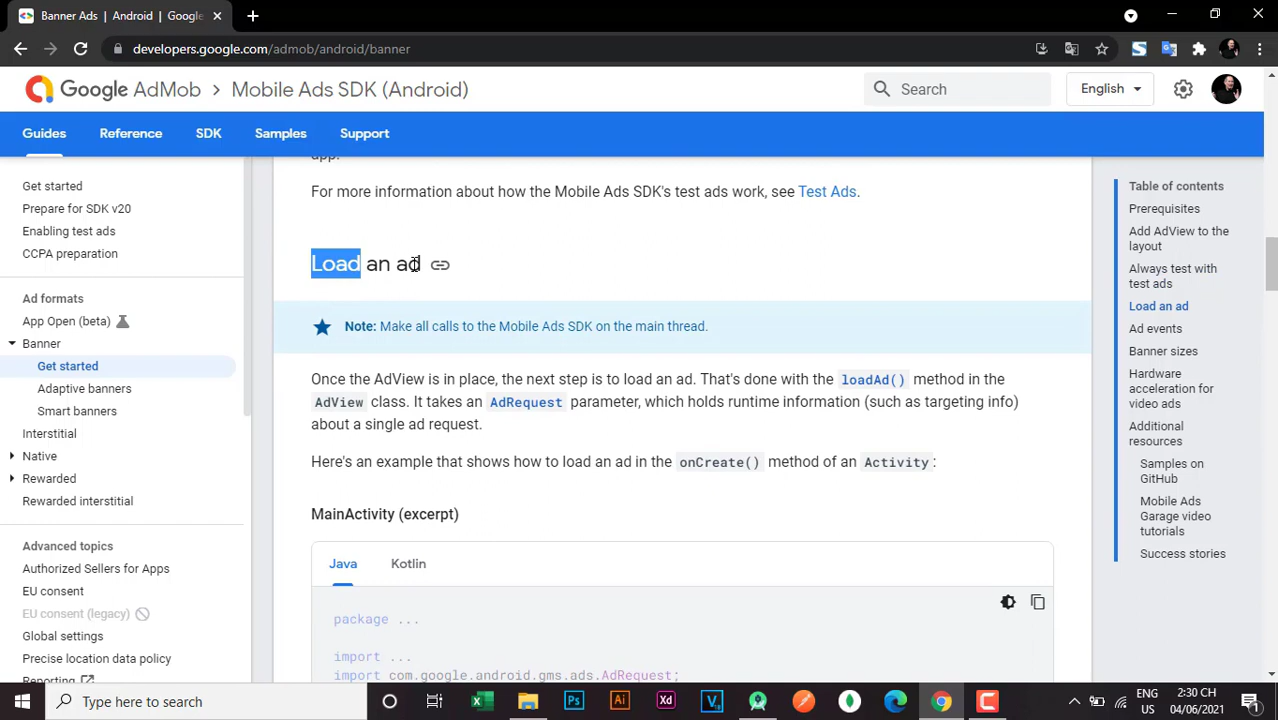 Banner Ads | Android | Google
developers.google.com/admob/android/banner
Google AdMob > Mobile Ads SDK (Android)
Search
English
Guides
Reference
SDK
Samples
Support
Get started
Prepare for SDK v20
Enabling test ads
CCPA preparation
Ad formats
App Open (beta)
Banner
Get started
Adaptive banners
Smart banners
Interstitial
Native
Rewarded
Rewarded interstitial
Advanced topics
Authorized Sellers for Apps
EU consent
EU consent (legacy)
Global settings
Precise location data policy
Reporting
app.
For more information about how the Mobile Ads SDK's test ads work, see Test Ads.
Load an ad
Note: Make all calls to the Mobile Ads SDK on the main thread.
Once the AdView is in place, the next step is to load an ad. That's done with the loadAd() method in the
AdView class. It takes an AdRequest parameter, which holds runtime information (such as targeting info)
about a single ad request.
Here's an example that shows how to load an ad in the onCreate() method of an Activity:
MainActivity (excerpt)
Java
Kotlin
package ...
import ...
import com.google.android.gms.ads.AdRequest;
Table of contents
Prerequisites
Add AdView to the
layout
Always test with
test ads
Load an ad
Ad events
Banner sizes
Hardware
acceleration for
video ads
Additional
resources
Samples on
GitHub
Mobile Ads
Garage video
tutorials
Success stories
Type here to search
ENG
US
2:30 CH
04/06/2021